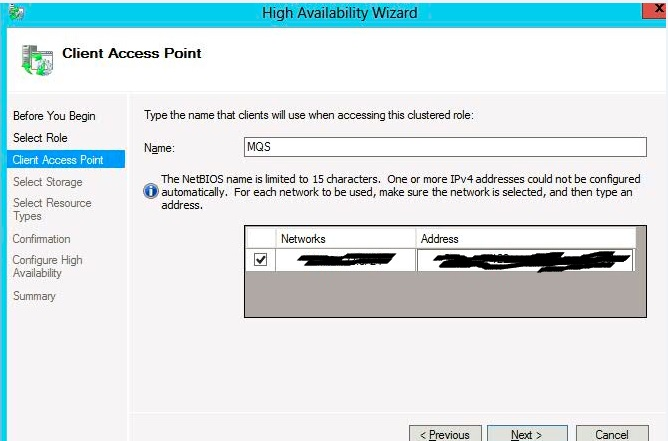 High Availability Wizard
X
Client Access Point
Before You Begin
Select Role
Client Access Point
Select Storage
Select Resource
Types
Confirmation
Configure High
Availability
Summary
Type the name that clients will use when accessing this clustered role:
Name:
MQS
The NetBIOS name is limited to 15 characters. One or more IPv4 addresses could not be configured
automatically. For each network to be used, make sure the network is selected, and then type an
address.
Networks Address
< Previous Next > Cancel